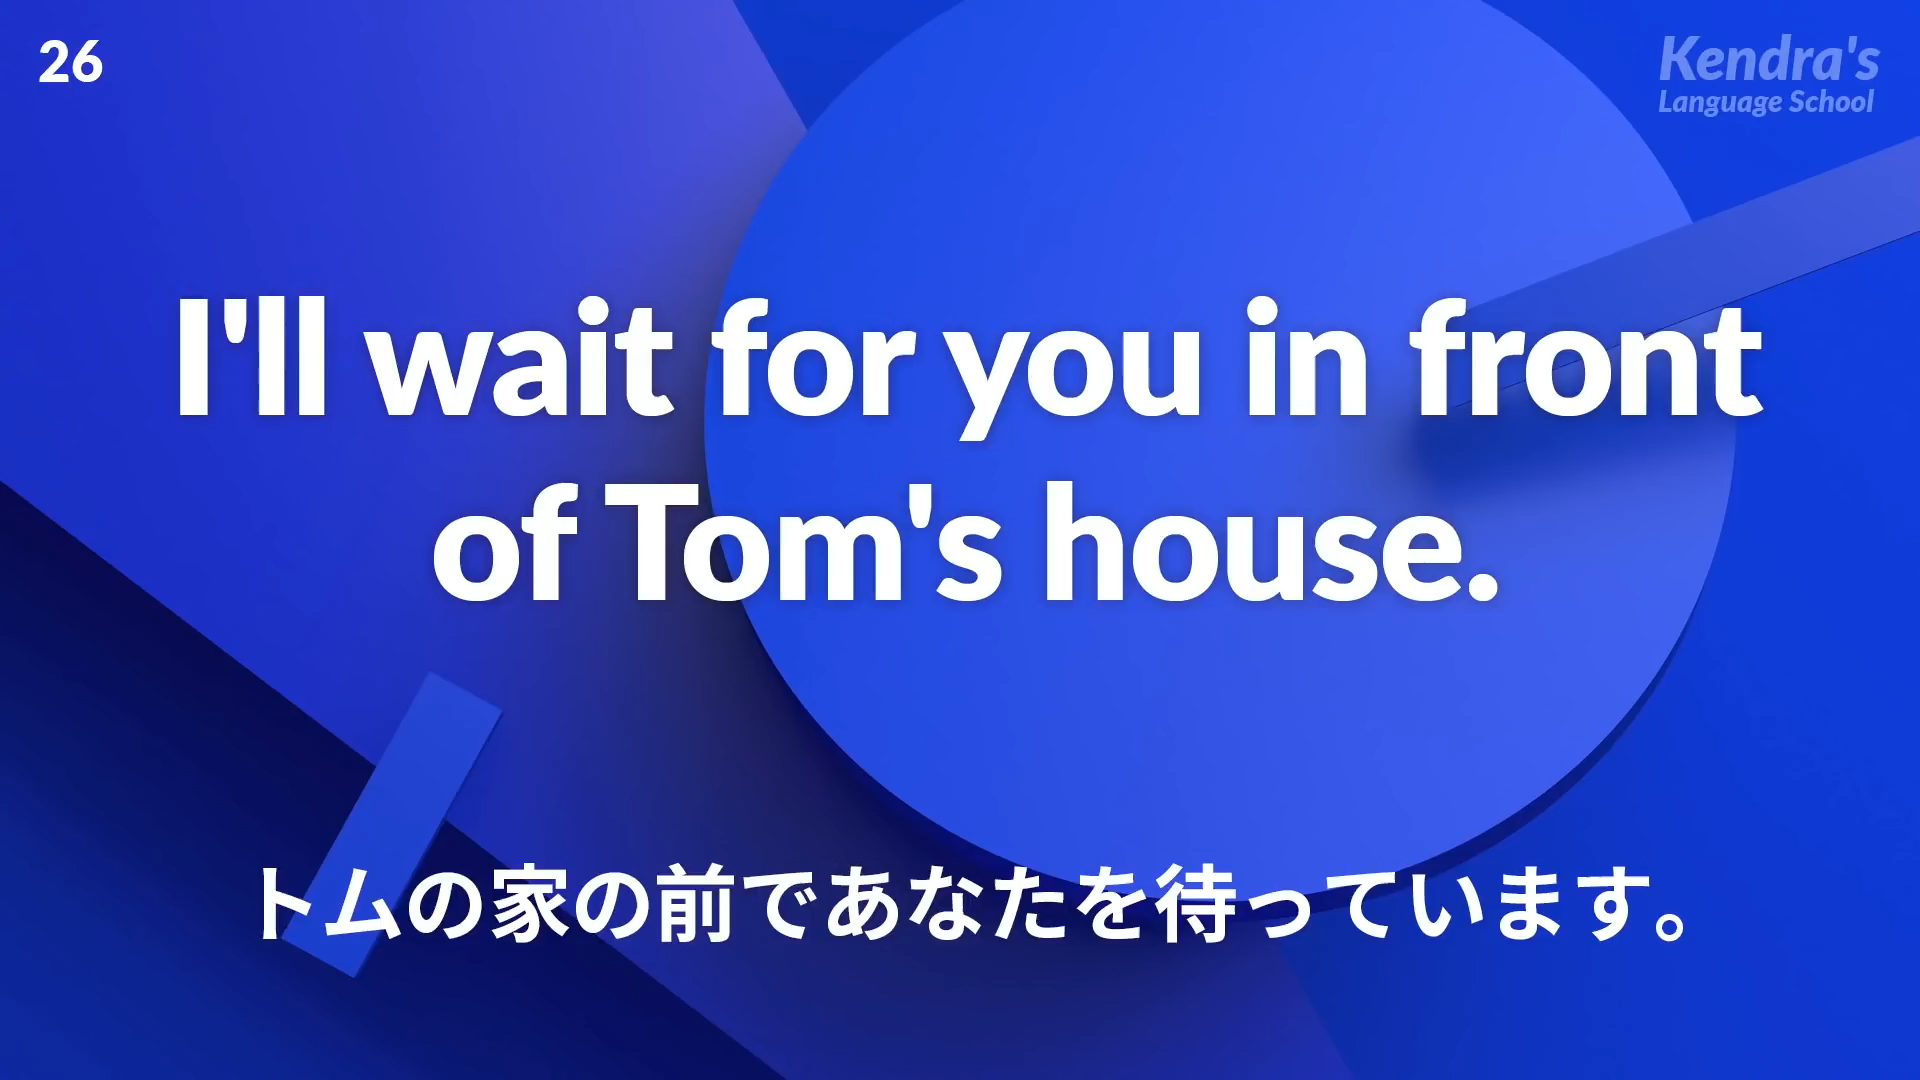 26
Kendra's
Language School
I'll wait for you in front
of Tom's house.
トムの家の前であなたを待っています。